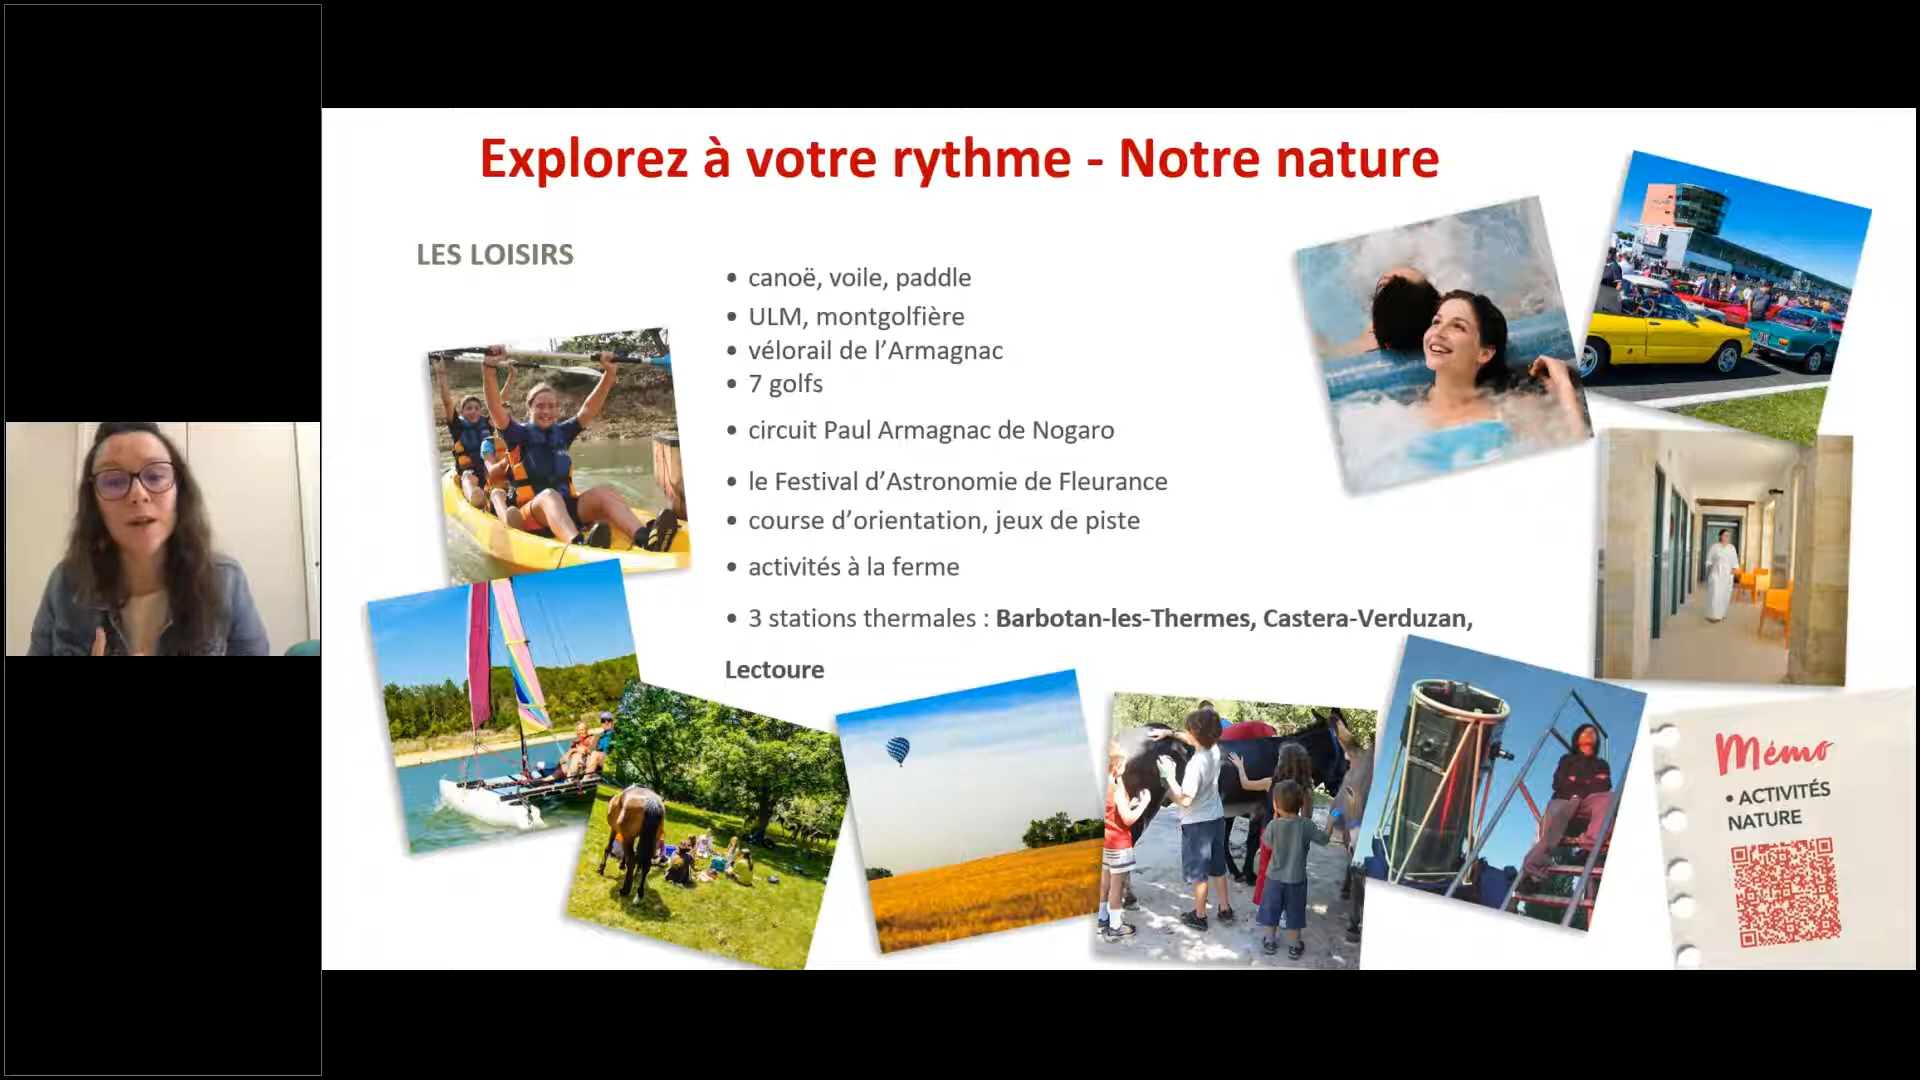 Explorez à votre rythme - Notre nature
LES LOISIRS
• canoë, voile, paddle
• ULM, montgolfière
• vélorail de l’Armagnac
• 7 golfs
• circuit Paul Armagnac de Nogaro
• le Festival d’Astronomie de Fleurance
• course d’orientation, jeux de piste
• activités à la ferme
• 3 stations thermales : Barbotan-les-Thermes, Castera-Verduzan,
Lectoure
Mémo
• ACTIVITÉS
NATURE